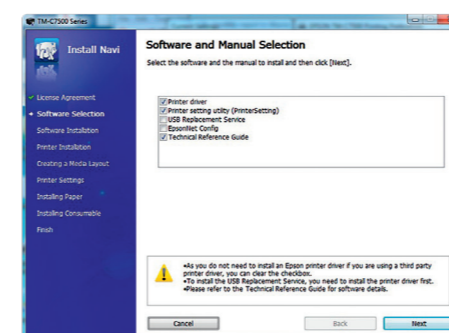 TM-C7500 Series
Install Navi
Software and Manual Selection
Select the software and the manual to install and then click [Next].
License Agreement
Software Selection
Software Installation
Printer Installation
Creating a Media Layout
Printer Settings
Installing Paper
Installing Consumable
Finish
Printer driver
Printer setting utility (PrinterSetting)
USB Replacement Service
EpsonNet Config
Technical Reference Guide
•As you do not need to install an Epson printer driver if you are using a third party
printer driver, you can clear the checkbox.
•To install the USB Replacement Service, you need to install the printer driver first.
•Please refer to the Technical Reference Guide for software details.
Cancel
Back
Next